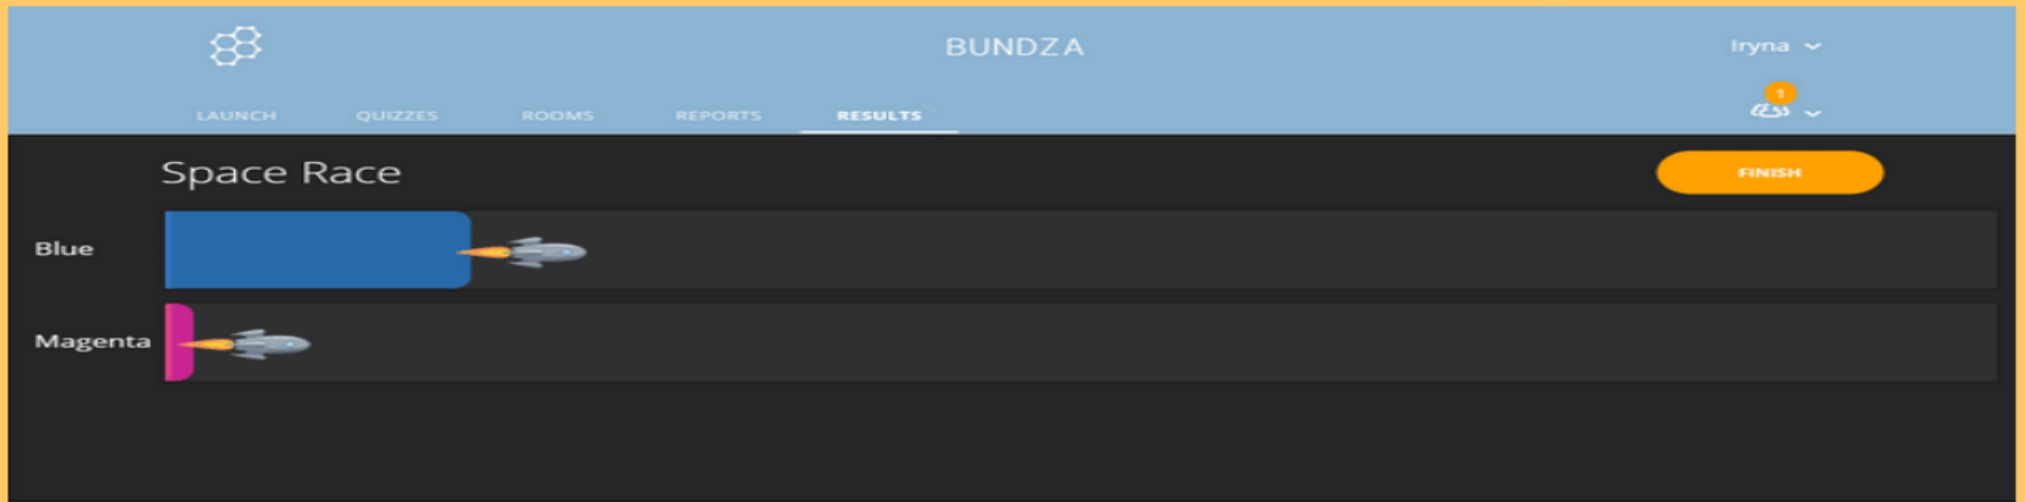 BUNDZA
Iryna
LAUNCH QUIZZES ROOMS REPORTS RESULTS
1
Space Race
FINISH
Blue
Magenta